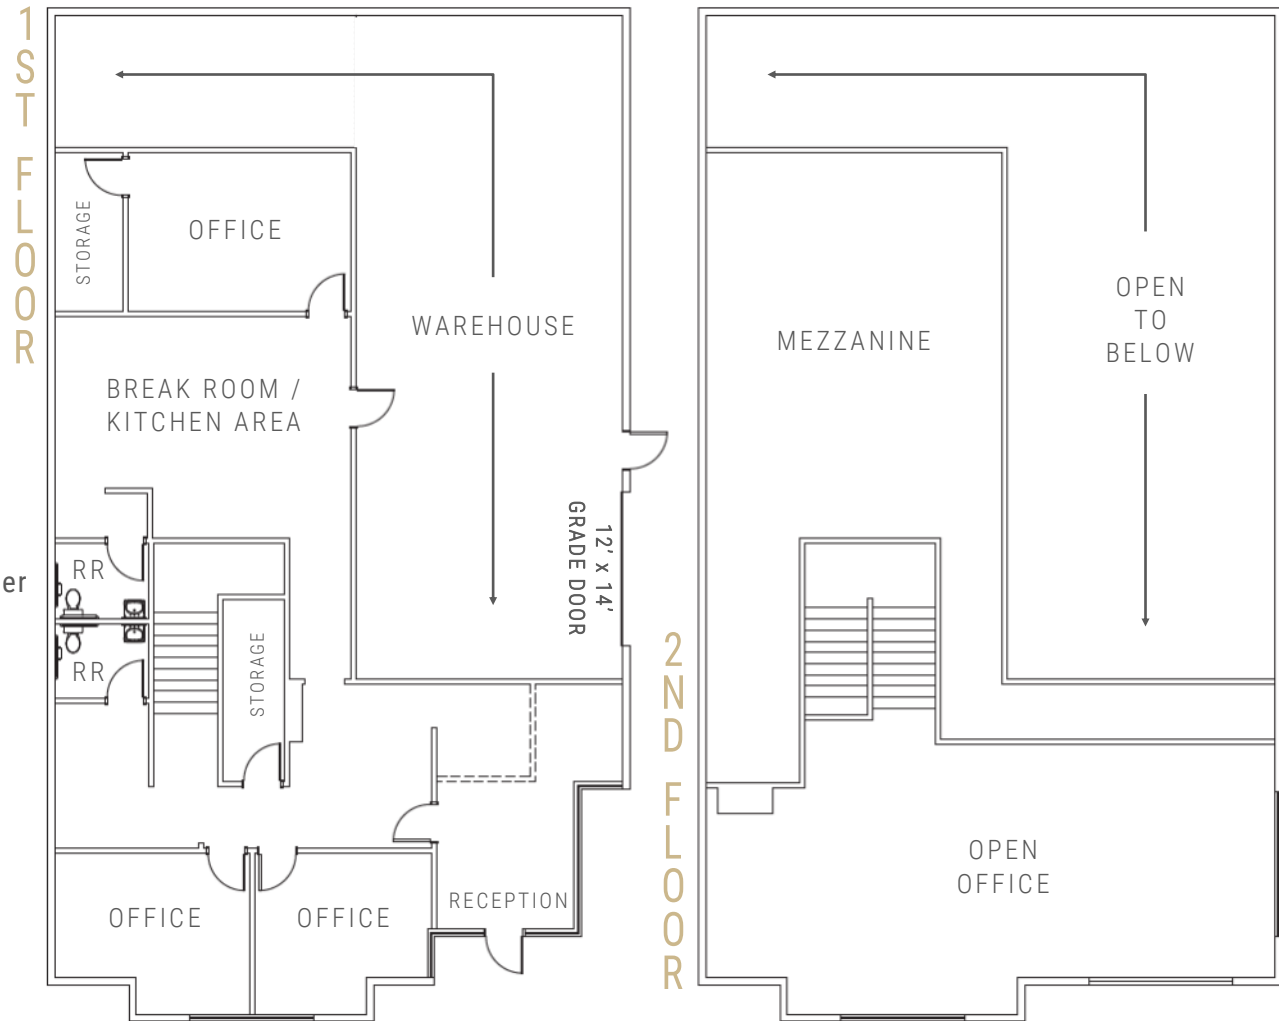 1ST FLOOR
STORAGE
OFFICE
WAREHOUSE
BREAK ROOM /
KITCHEN AREA
12' x 14'
GRADE DOOR
RR
er
RR
STORAGE
OFFICE
OFFICE
RECEPTION
2ND FLOOR
MEZZANINE
OPEN
TO
BELOW
OPEN
OFFICE